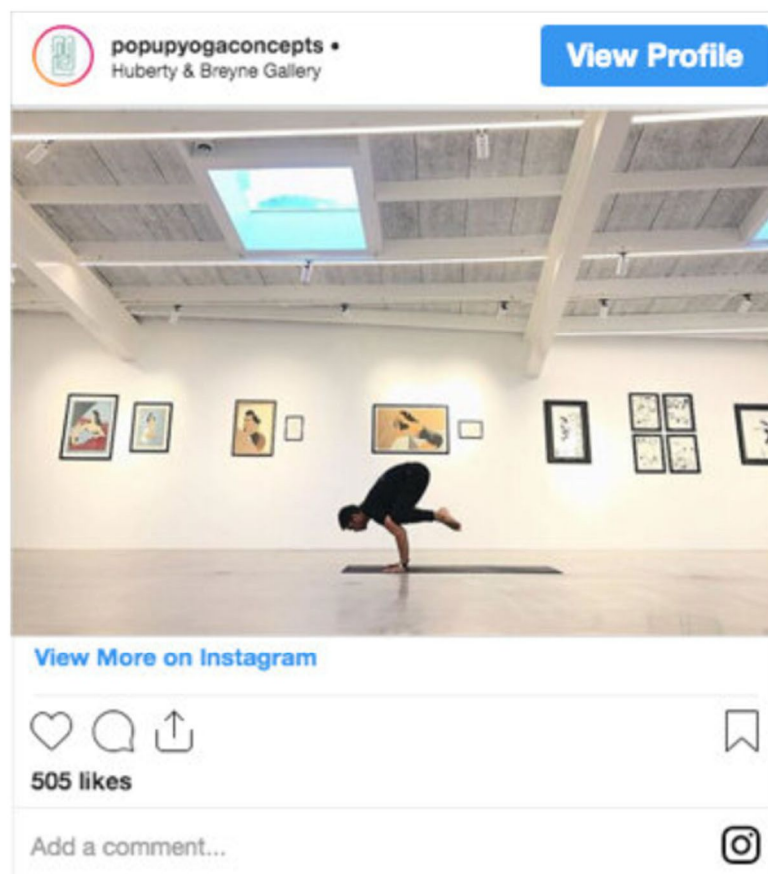 popupyogaconcepts •
Huberty & Breyne Gallery
View Profile
View More on Instagram
505 likes
Add a comment...